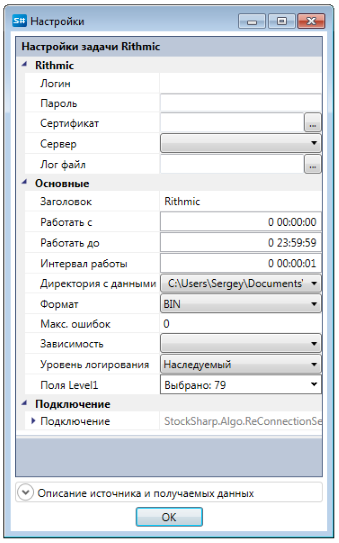 S# Настройки
Настройки задачи Rithmic
Rithmic
Логин
Пароль
Сертификат ...
Сервер
Лог файл ...
Основные
Заголовок Rithmic
Работать с 0 00:00:00
Работать до 0 23:59:59
Интервал работы 0 00:00:01
Директория с данными C:\Users\Sergey\Documents'
Формат BIN
Макс. ошибок 0
Зависимость
Уровень логирования Наследуемый
Поля Level1 Выбрано: 79
Подключение
Подключение StockSharp.Algo.ReConnectionSe
Описание источника и получаемых данных
OK